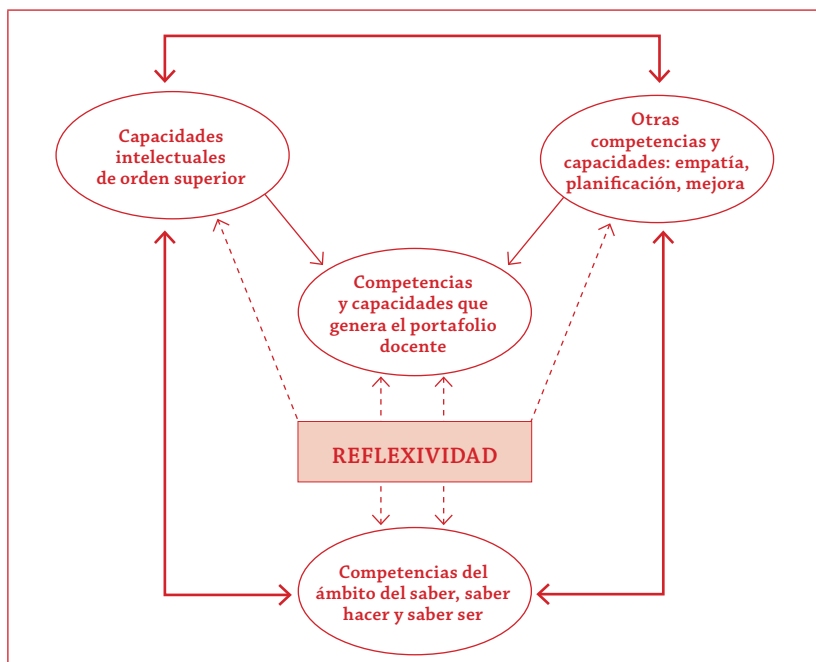 Capacidades
intelectuales
de orden superior
Otras
competencias y
capacidades: empatía,
planificación, mejora
Competencias
y capacidades que
genera el portafolio
docente
REFLEXIVIDAD
Competencias del
ámbito del saber, saber
hacer y saber ser